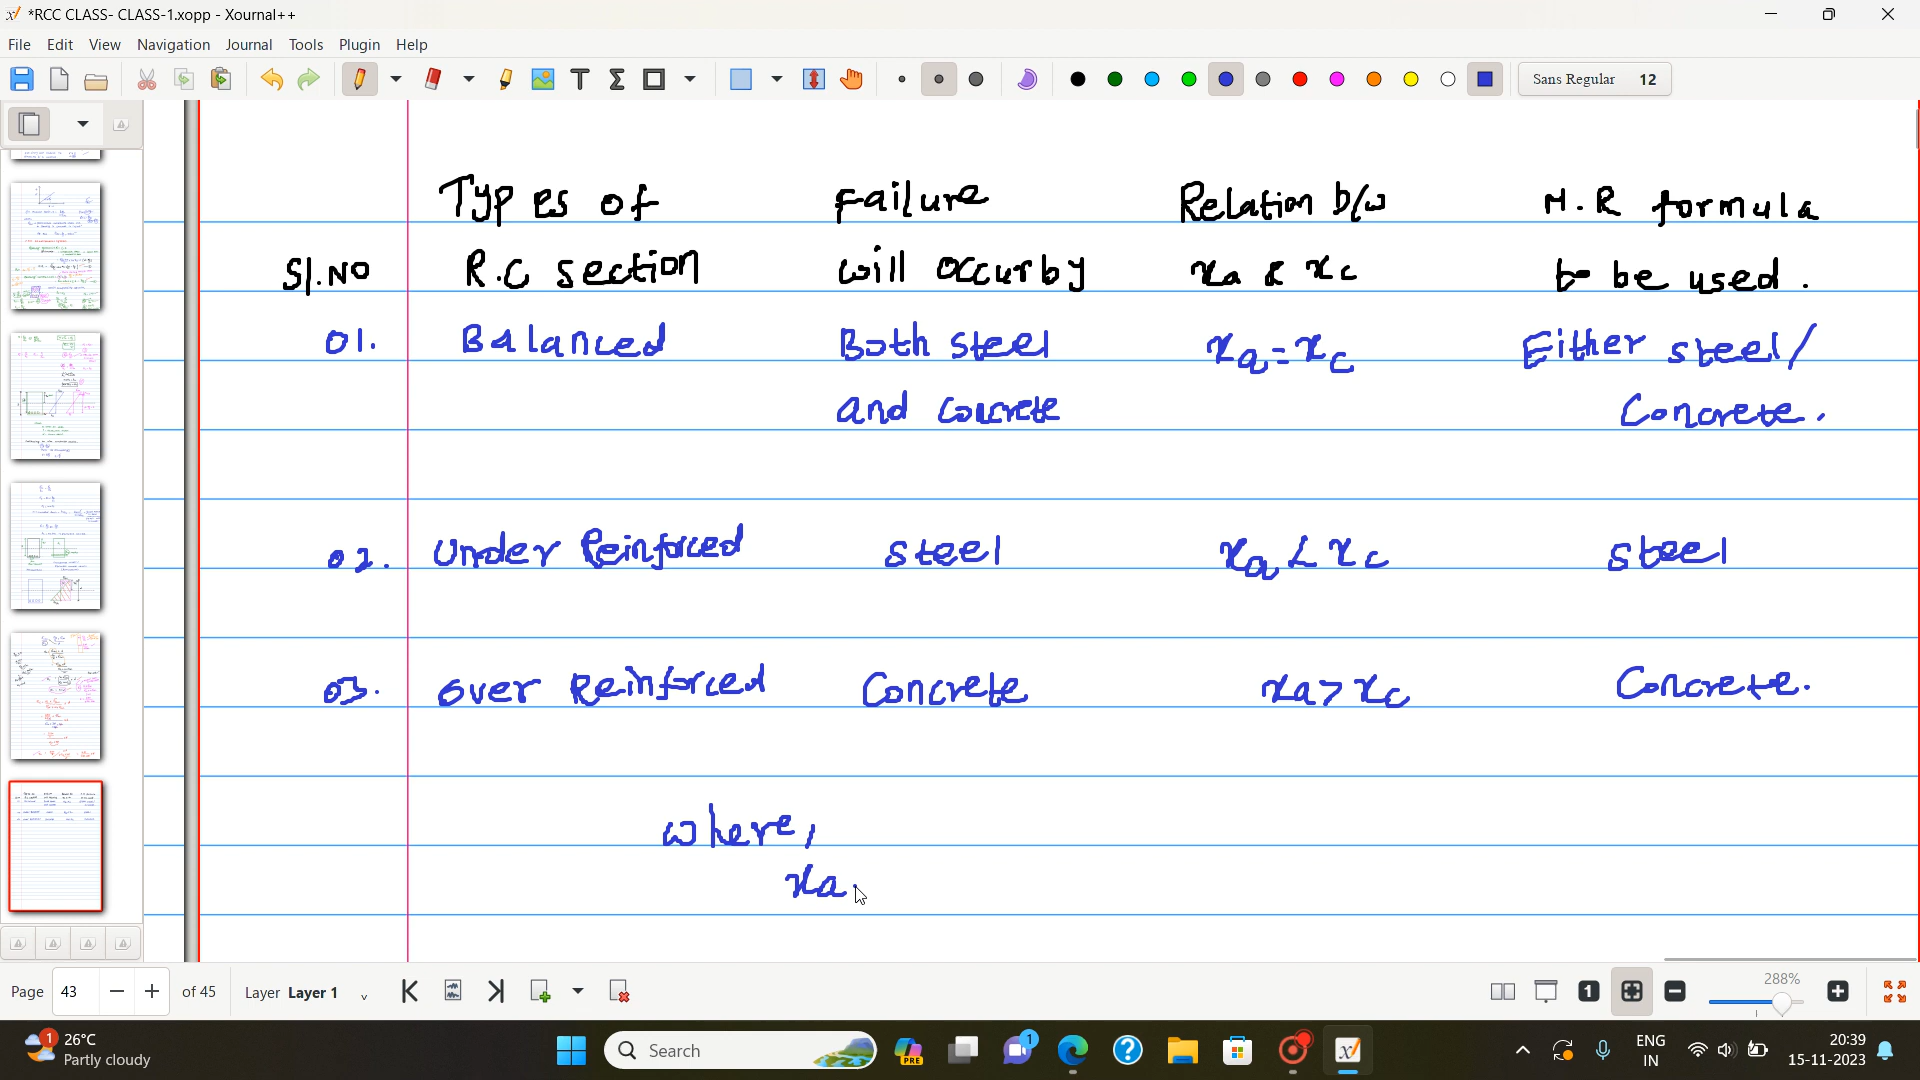 *RCC CLASS- CLASS-1.xopp - Xournal++
File Edit View Navigation Journal Tools Plugin Help
Sans Regular 12
Types of Failure Relation b/w M.R formula
Sl.NO R.C section will occur by xa & xc to be used.
01. Balanced Both steel xa = xc Either steel/
and concrete Concrete.
02. Under Reinforced steel xa < xc steel
03. Over Reinforced Concrete xa > xc Concrete.
where,
xa
Page 43 of 45 Layer Layer 1 288%
26°C
Partly cloudy
Search
PRE
1
1
1
ENG
IN
20:39
15-11-2023